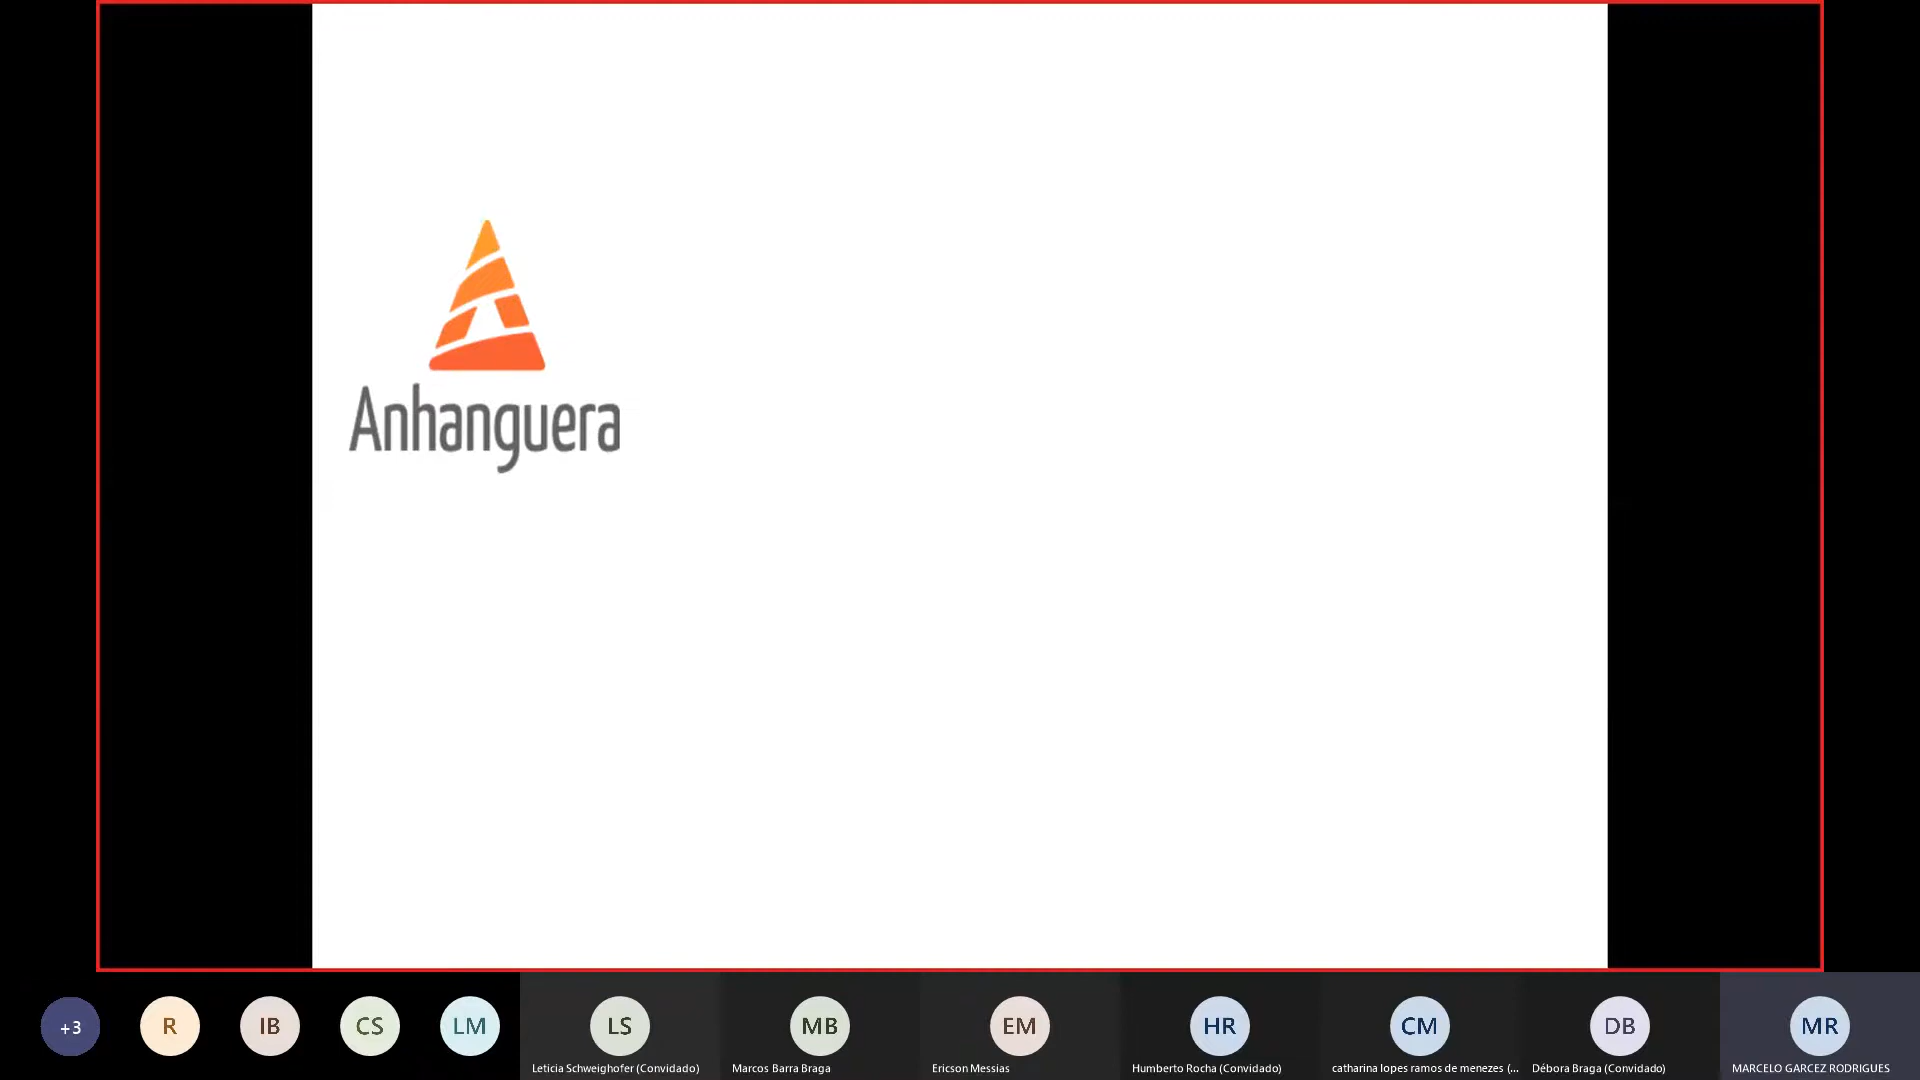 Anhanguera
+3
R
IB
CS
LM
LS
MB
EM
HR
CM
DB
MR
Leticia Schweighofer (Convidado)
Marcos Barra Braga
Ericson Messias
Humberto Rocha (Convidado)
catharina lopes ramos de menezes (...
Débora Braga (Convidado)
MARCELO GARCEZ RODRIGUES